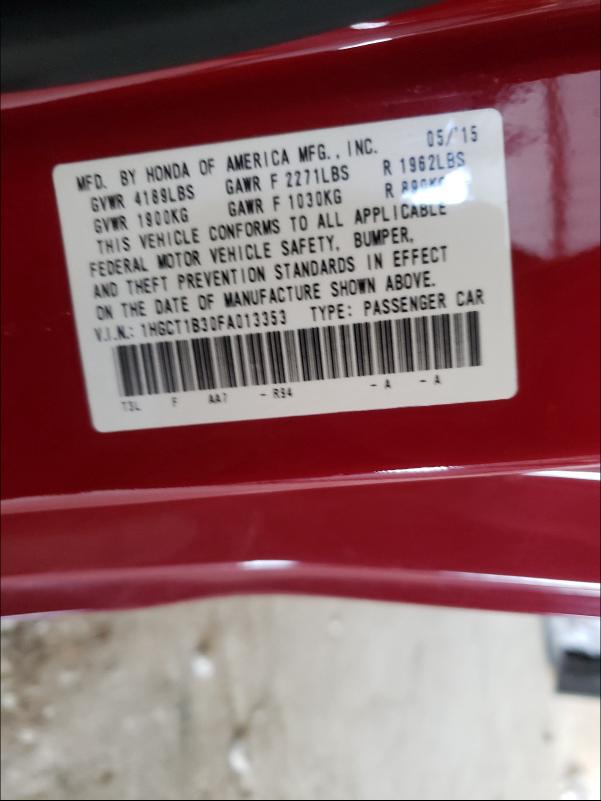 MFD. BY HONDA OF AMERICA MFG., INC. 05/'15
GVWR 4189LBS GAWR F 2271LBS R 1962LBS
GVWR 1900KG GAWR F 1030KG R 890KG
THIS VEHICLE CONFORMS TO ALL APPLICABLE
FEDERAL MOTOR VEHICLE SAFETY, BUMPER,
AND THEFT PREVENTION STANDARDS IN EFFECT
ON THE DATE OF MANUFACTURE SHOWN ABOVE.
V.I.N.: 1HGCT1B30FA013353 TYPE: PASSENGER CAR
T3L F AA7 - R94 - A - A